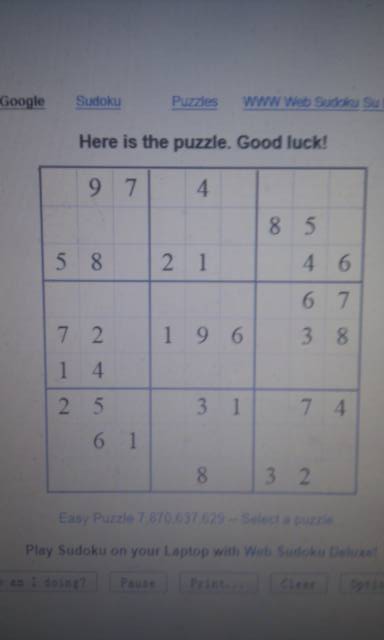 Google Sudoku Puzzles WWW Web Sudoku Su
Here is the puzzle. Good luck!
9 7 4
8 5
5 8 2 1 4 6
6 7
7 2 1 9 6 3 8
1 4
2 5 3 1 7 4
6 1
8 3 2
Easy Puzzle 7,670,637,629 -- Select a puzzle
Play Sudoku on your Laptop with Web Sudoku Deluxe!
am I doing? Pause Print... Clear Optio